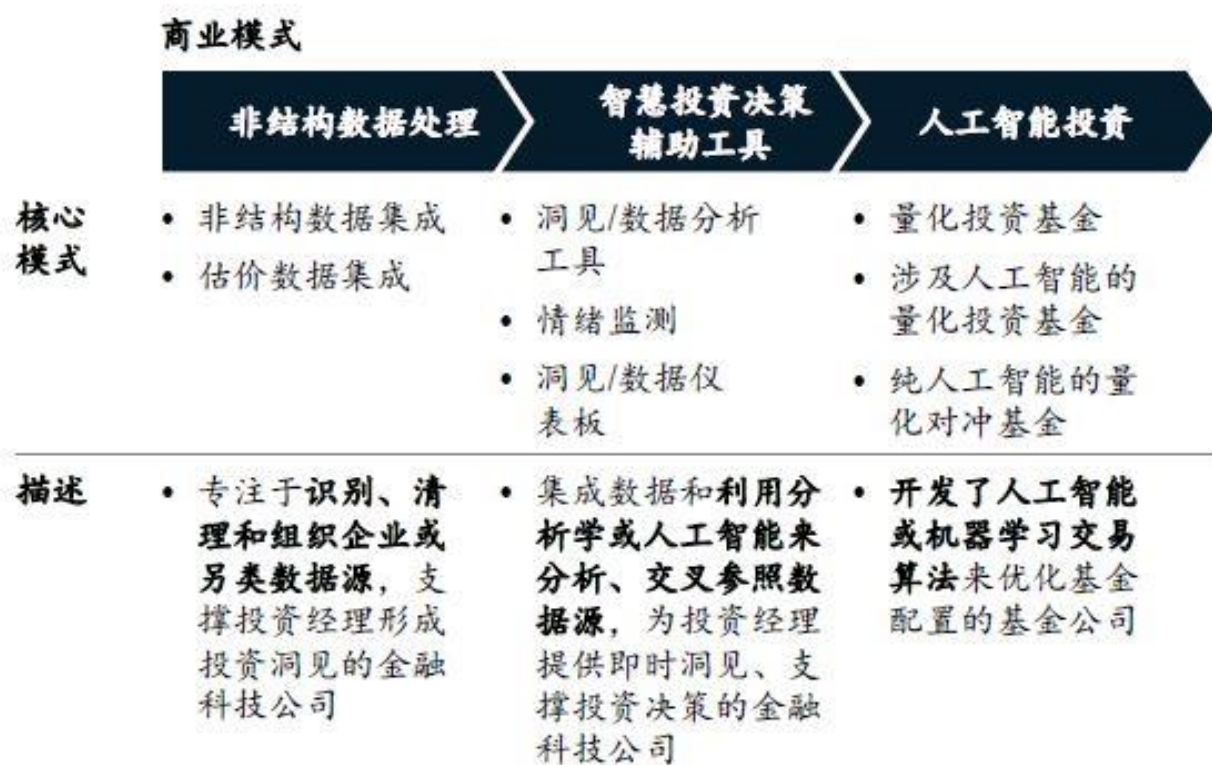 商业模式
非结构数据处理
智慧投资决策
辅助工具
人工智能投资
核心
模式
• 非结构数据集成
• 估价数据集成
• 洞见/数据分析
工具
• 情绪监测
• 洞见/数据仪
表板
• 量化投资基金
• 涉及人工智能的
量化投资基金
• 纯人工智能的量
化对冲基金
描述
• 专注于识别、清
理和组织企业或
另类数据源，支
撑投资经理形成
投资洞见的金融
科技公司
• 集成数据和利用分
析学或人工智能来
分析、交叉参照数
据源，为投资经理
提供即时洞见、支
撑投资决策的金融
科技公司
• 开发了人工智能
或机器学习交易
算法来优化基金
配置的基金公司